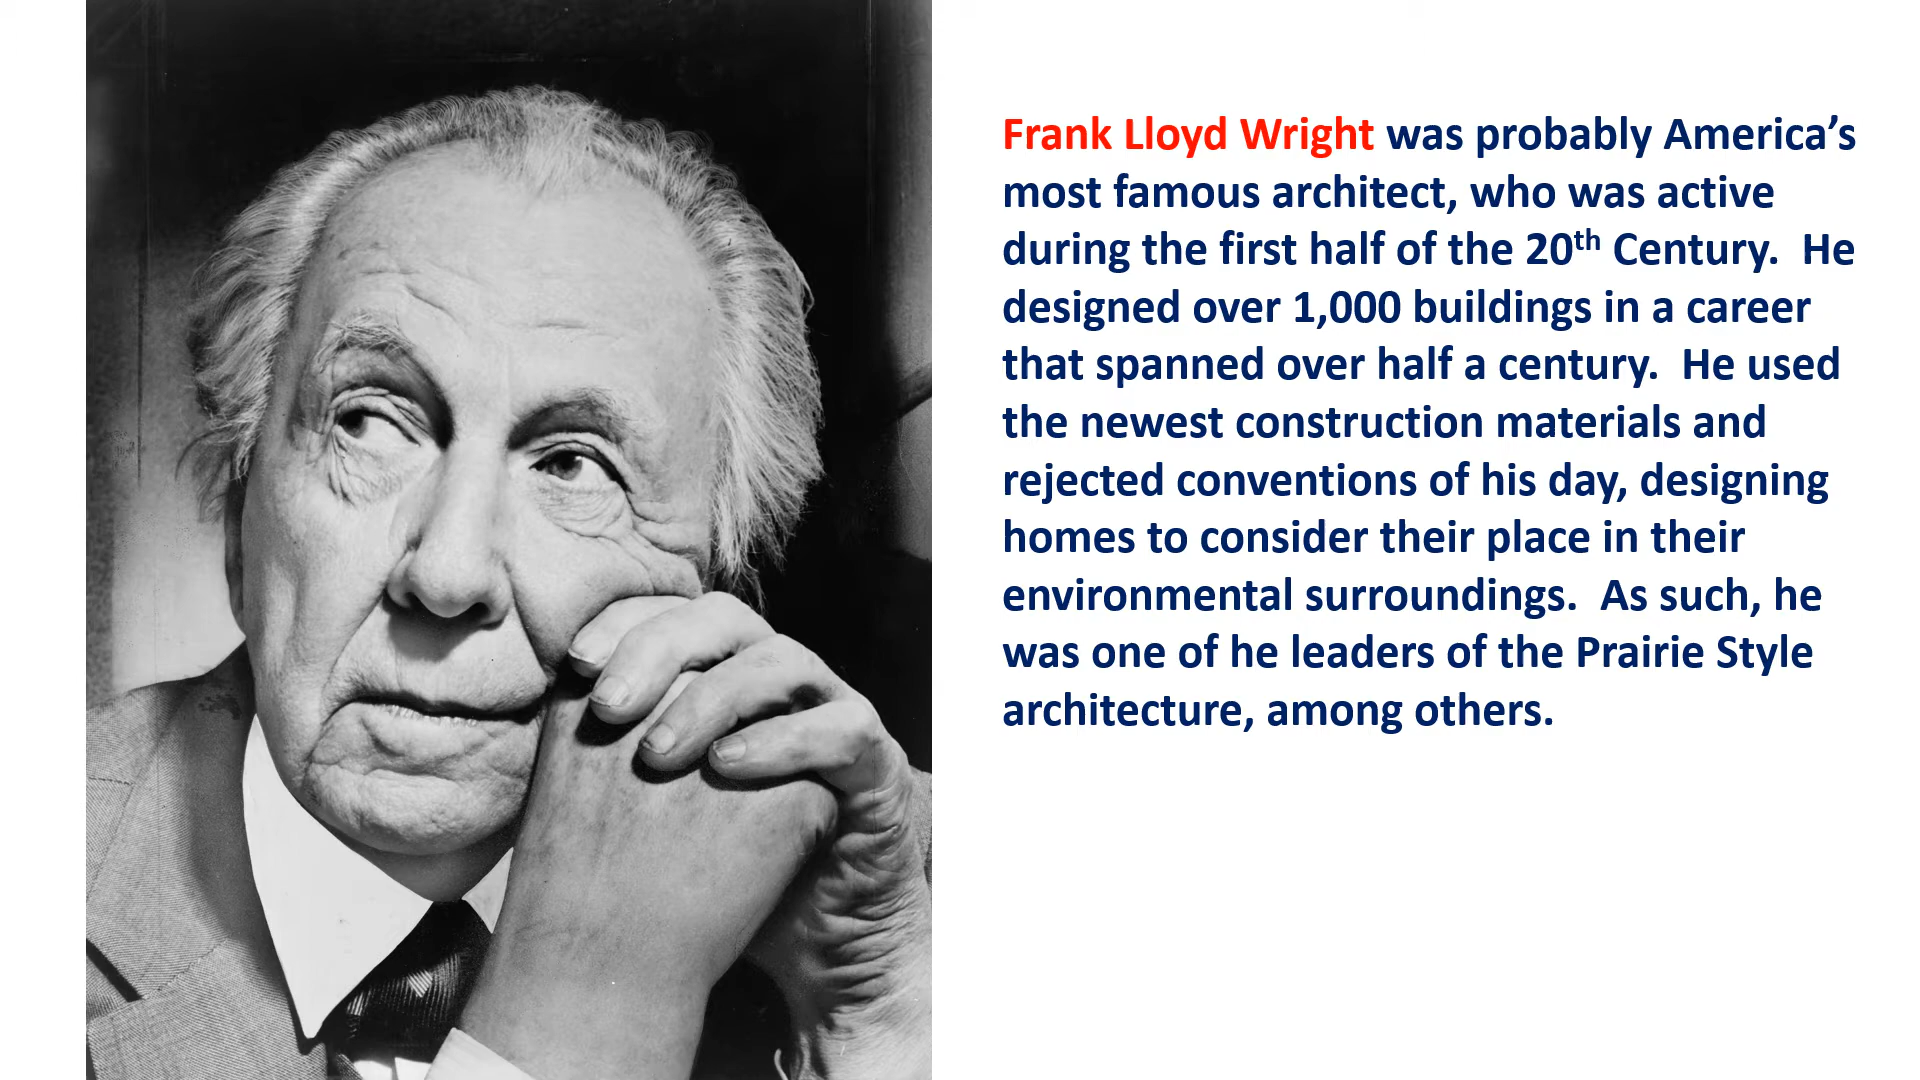 Frank Lloyd Wright was probably America’s
most famous architect, who was active
during the first half of the 20th Century.  He
designed over 1,000 buildings in a career
that spanned over half a century.  He used
the newest construction materials and
rejected conventions of his day, designing
homes to consider their place in their
environmental surroundings.  As such, he
was one of he leaders of the Prairie Style
architecture, among others.